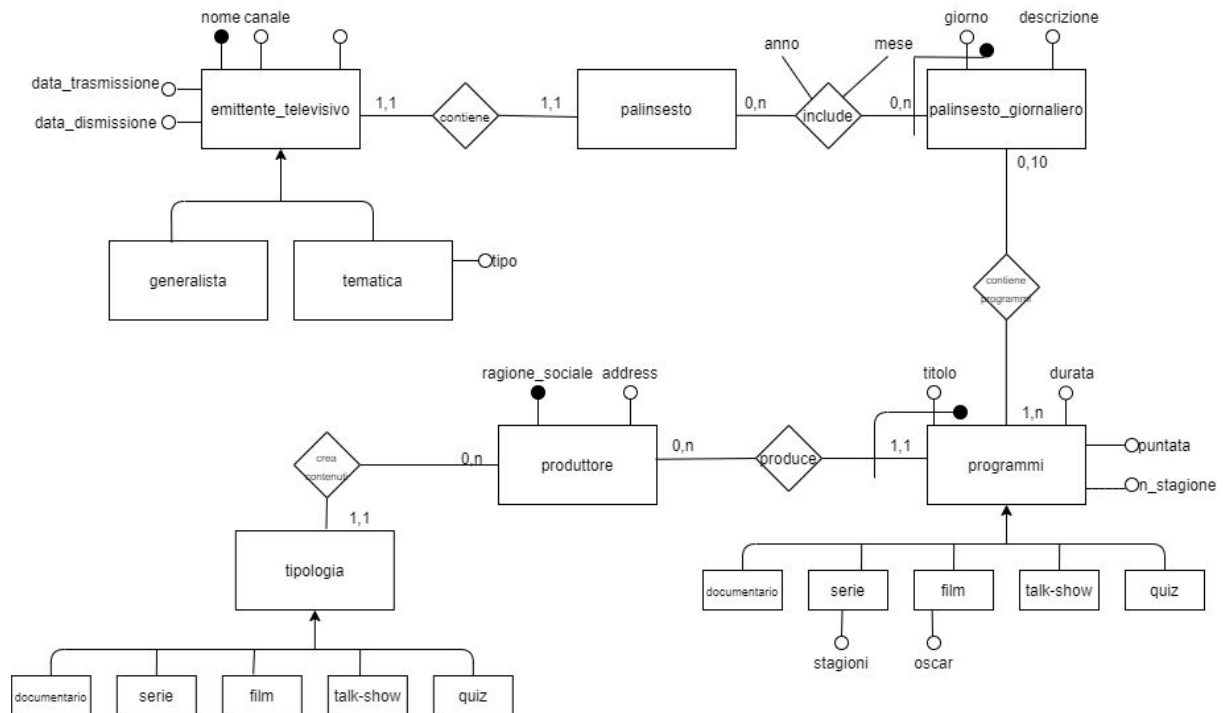 nome canale
giorno
descrizione
anno
mese
data_trasmissione
emittente_televisivo
1,1
contiene
1,1
palinsesto
0,n
include
0,n
palinsesto_giornaliero
data_dismissione
0,10
generalista
tematica
tipo
contiene
programmi
ragione_sociale
address
titolo
durata
1,n
crea
contenuti
0,n
produttore
0,n
produce
1,1
programmi
puntata
n_stagione
1,1
tipologia
documentario
serie
film
talk-show
quiz
stagioni
oscar
documentario
serie
film
talk-show
quiz